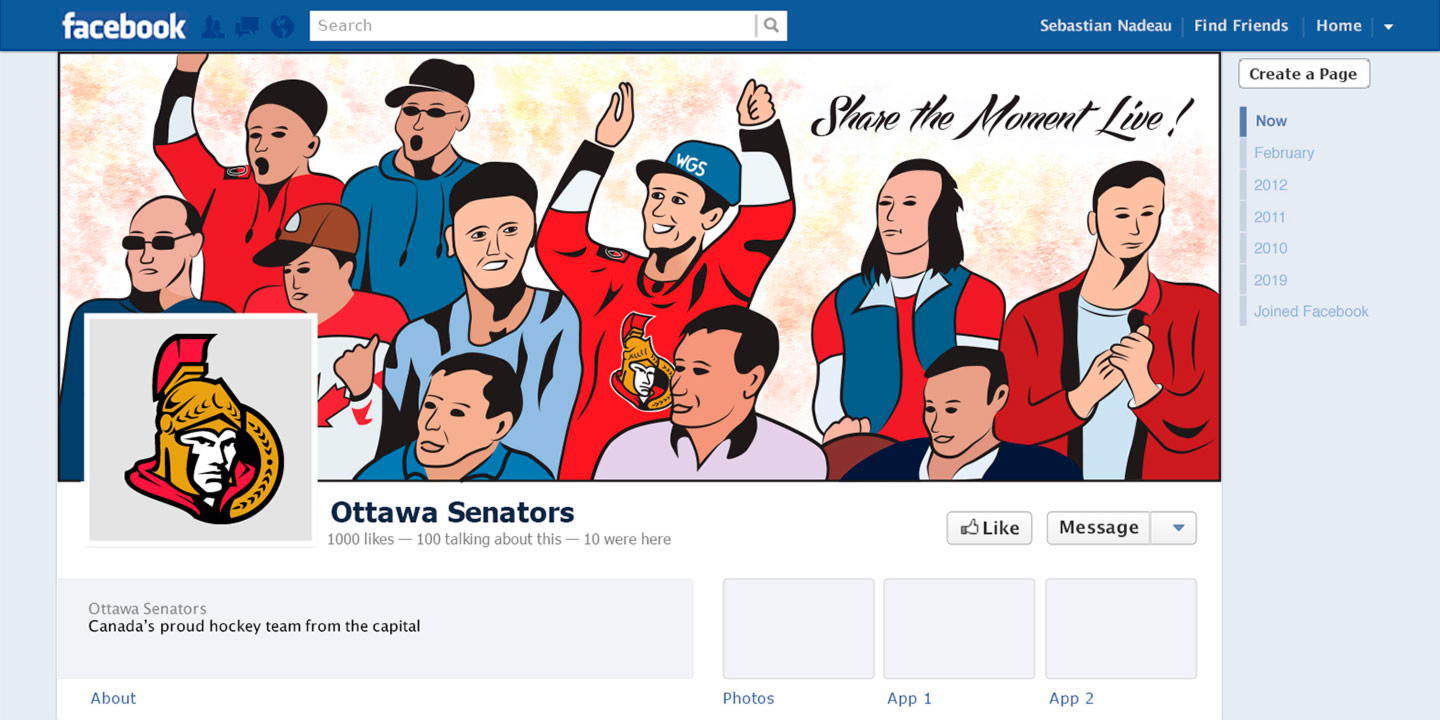 facebook
Search
Sebastian Nadeau
Find Friends
Home
Create a Page
Share the Moment Live!
WGS
Now
February
2012
2011
2010
2019
Joined Facebook
Ottawa Senators
1000 likes — 100 talking about this — 10 were here
Like
Message
Ottawa Senators
Canada's proud hockey team from the capital
About
Photos
App 1
App 2